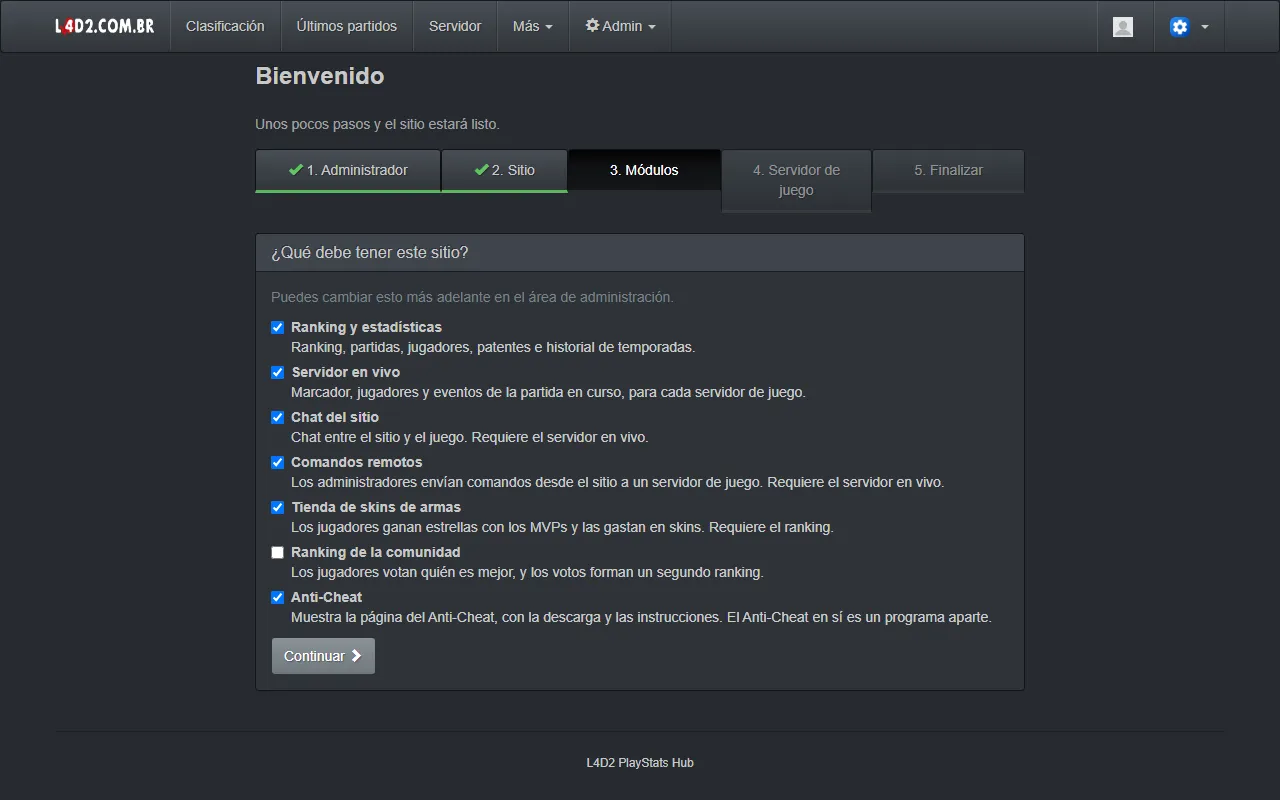 L4D2.COM.BR Clasificación Últimos partidos Servidor Más Admin
Bienvenido
Unos pocos pasos y el sitio estará listo.
1. Administrador 2. Sitio 3. Módulos 4. Servidor de juego 5. Finalizar
¿Qué debe tener este sitio?
Puedes cambiar esto más adelante en el área de administración.
Ranking y estadísticas
Ranking, partidas, jugadores, patentes e historial de temporadas.
Servidor en vivo
Marcador, jugadores y eventos de la partida en curso, para cada servidor de juego.
Chat del sitio
Chat entre el sitio y el juego. Requiere el servidor en vivo.
Comandos remotos
Los administradores envían comandos desde el sitio a un servidor de juego. Requiere el servidor en vivo.
Tienda de skins de armas
Los jugadores ganan estrellas con los MVPs y las gastan en skins. Requiere el ranking.
Ranking de la comunidad
Los jugadores votan quién es mejor, y los votos forman un segundo ranking.
Anti-Cheat
Muestra la página del Anti-Cheat, con la descarga y las instrucciones. El Anti-Cheat en sí es un programa aparte.
Continuar
L4D2 PlayStats Hub